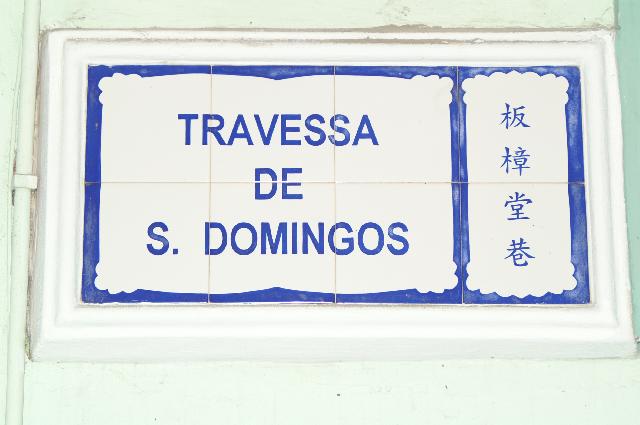 TRAVESSA
DE
S. DOMINGOS
板樟堂巷